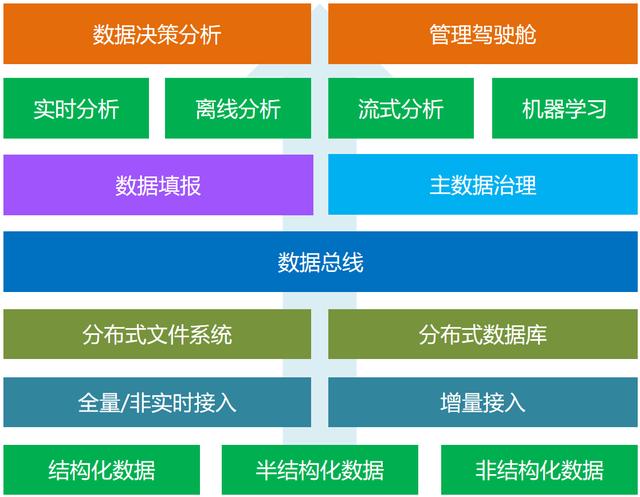 数据决策分析
管理驾驶舱
实时分析
离线分析
流式分析
机器学习
数据填报
主数据治理
数据总线
分布式文件系统
分布式数据库
全量/非实时接入
增量接入
结构化数据
半结构化数据
非结构化数据